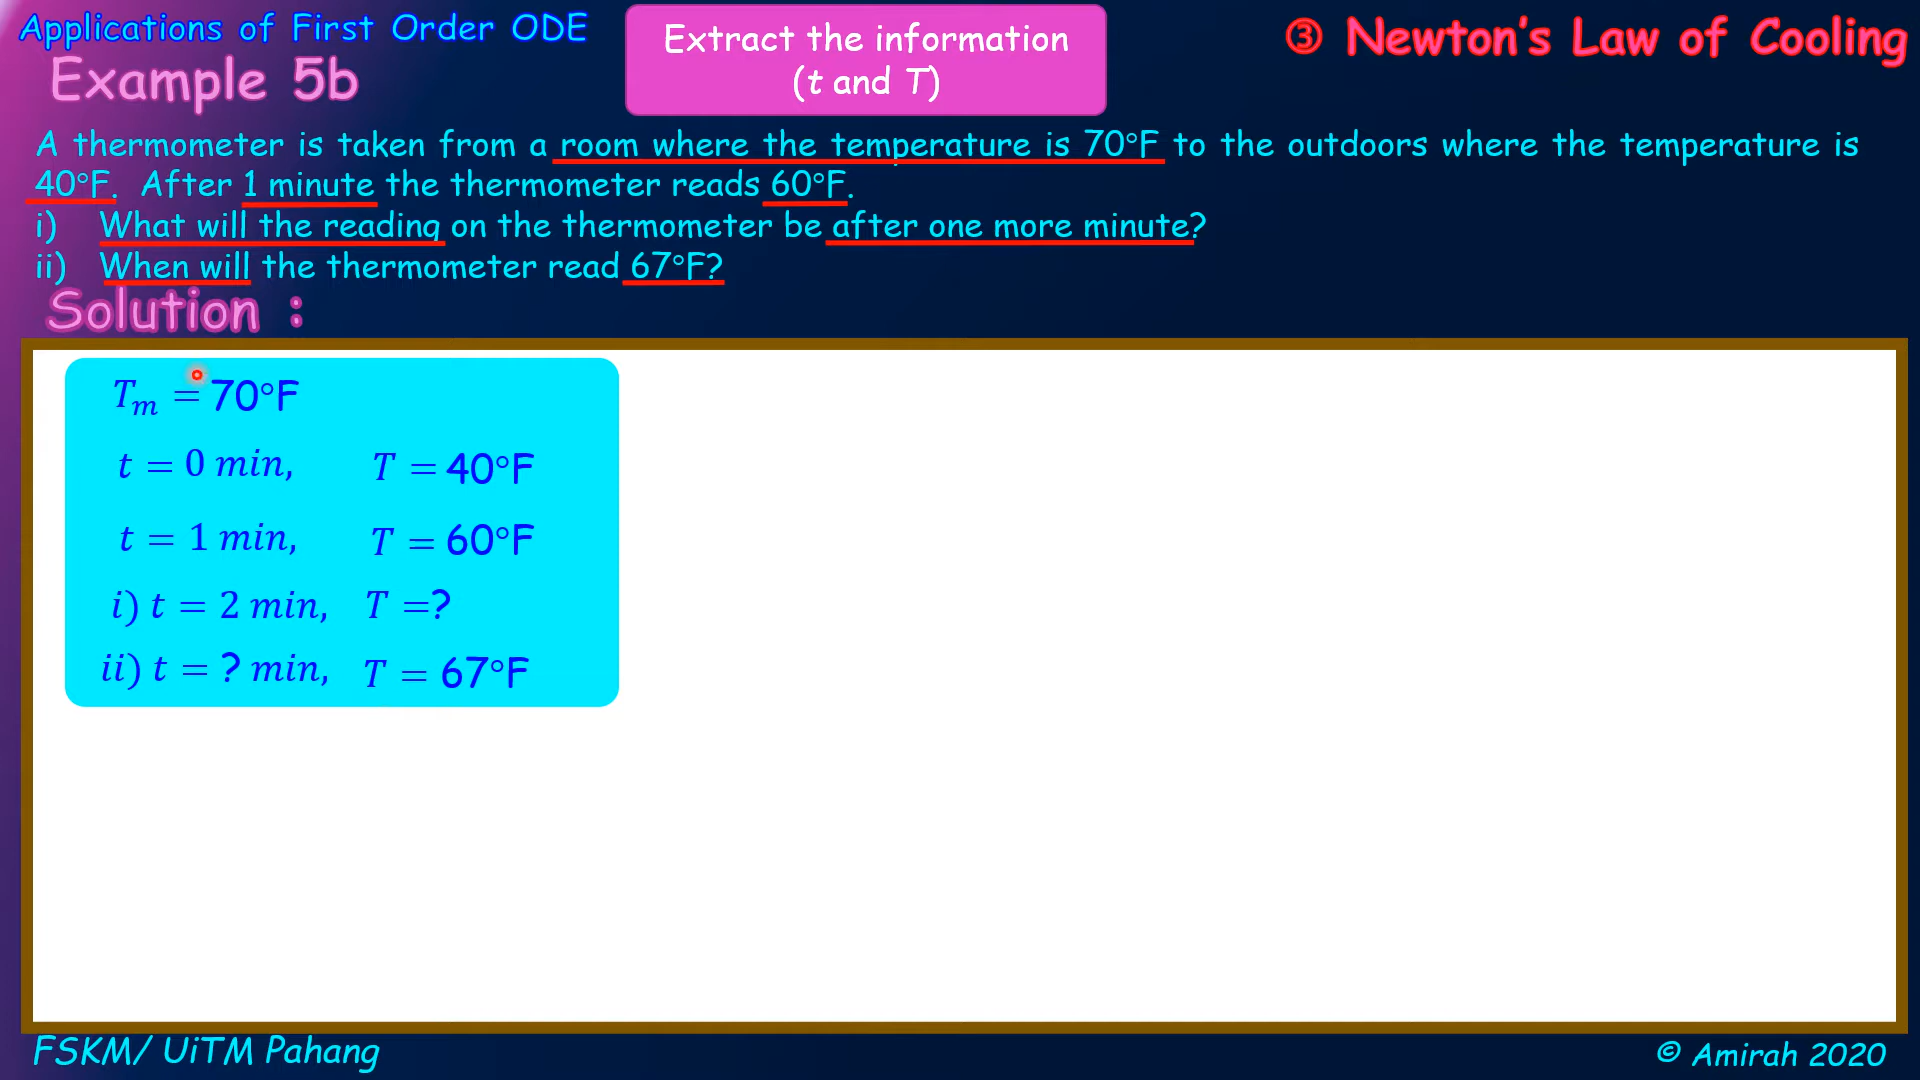 Applications of First Order ODE
Example 5b
Extract the information
(t and T)
③ Newton's Law of Cooling
A thermometer is taken from a room where the temperature is 70°F to the outdoors where the temperature is
40°F. After 1 minute the thermometer reads 60°F.
i) What will the reading on the thermometer be after one more minute?
ii) When will the thermometer read 67°F?
Solution :
Tₘ = 70°F
t = 0 min, T = 40°F
t = 1 min, T = 60°F
i) t = 2 min, T =?
ii) t = ? min, T = 67°F
FSKM/ UiTM Pahang
© Amirah 2020